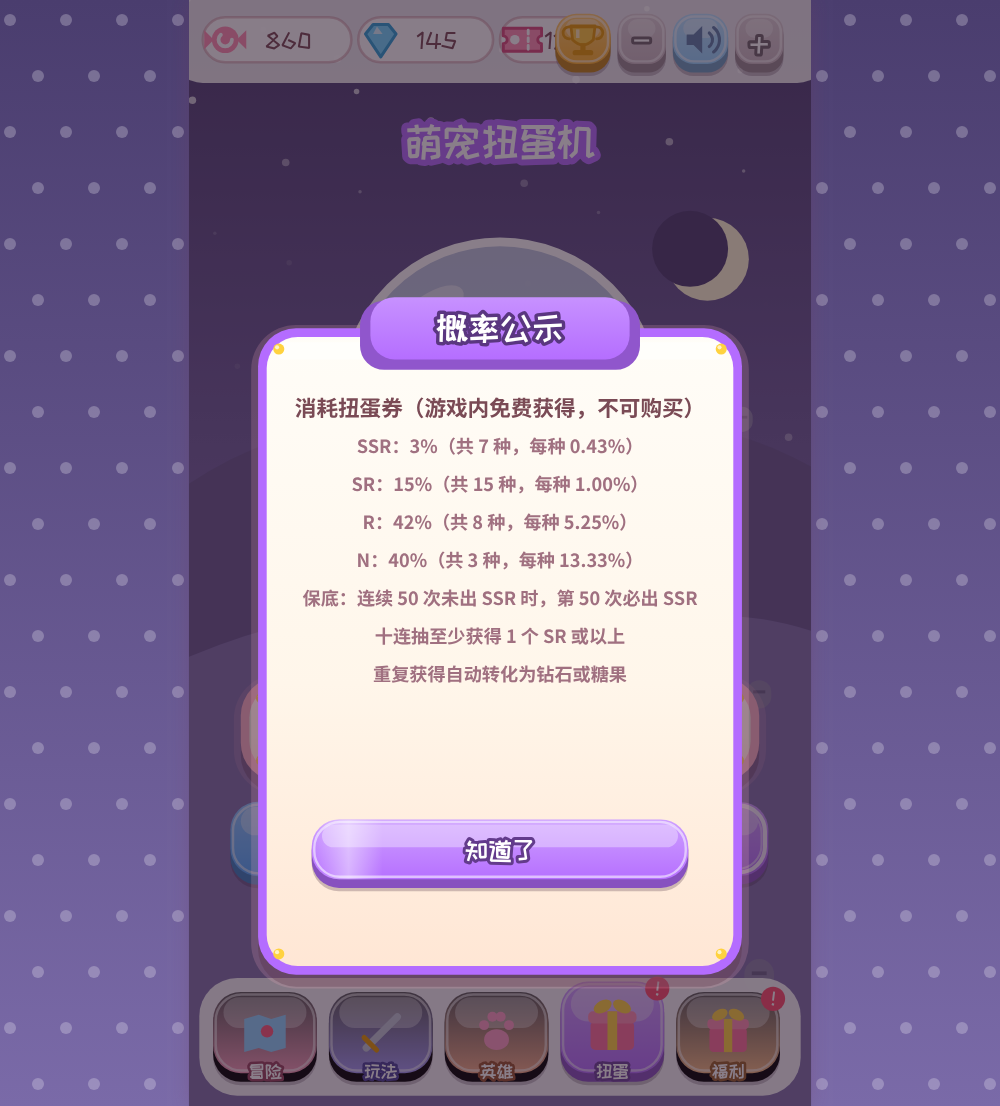 860
145
萌宠扭蛋机
概率公示
消耗扭蛋券（游戏内免费获得，不可购买）
SSR：3%（共 7 种，每种 0.43%）
SR：15%（共 15 种，每种 1.00%）
R：42%（共 8 种，每种 5.25%）
N：40%（共 3 种，每种 13.33%）
保底：连续 50 次未出 SSR 时，第 50 次必出 SSR
十连抽至少获得 1 个 SR 或以上
重复获得自动转化为钻石或糖果
知道了
冒险
玩法
英雄
扭蛋
福利